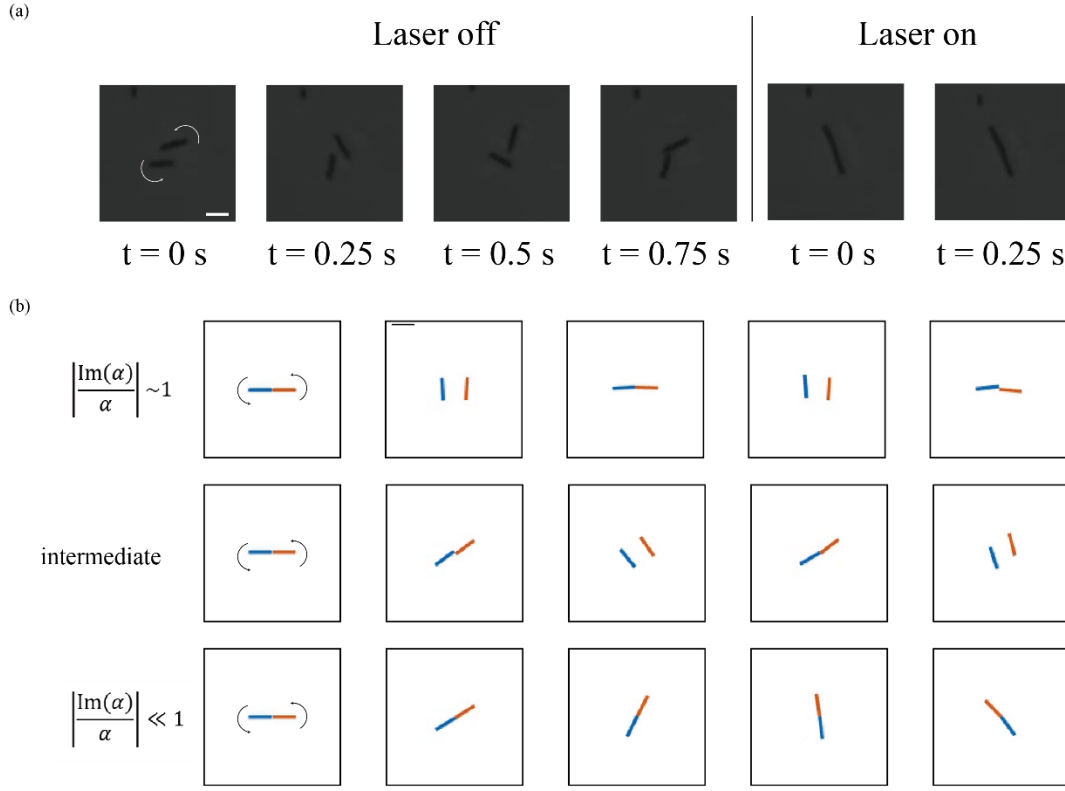 (a)
Laser off
Laser on
t = 0 s
t = 0.25 s
t = 0.5 s
t = 0.75 s
t = 0 s
t = 0.25 s
(b)
|Im(α)/α| ~1
intermediate
|Im(α)/α| ≪ 1